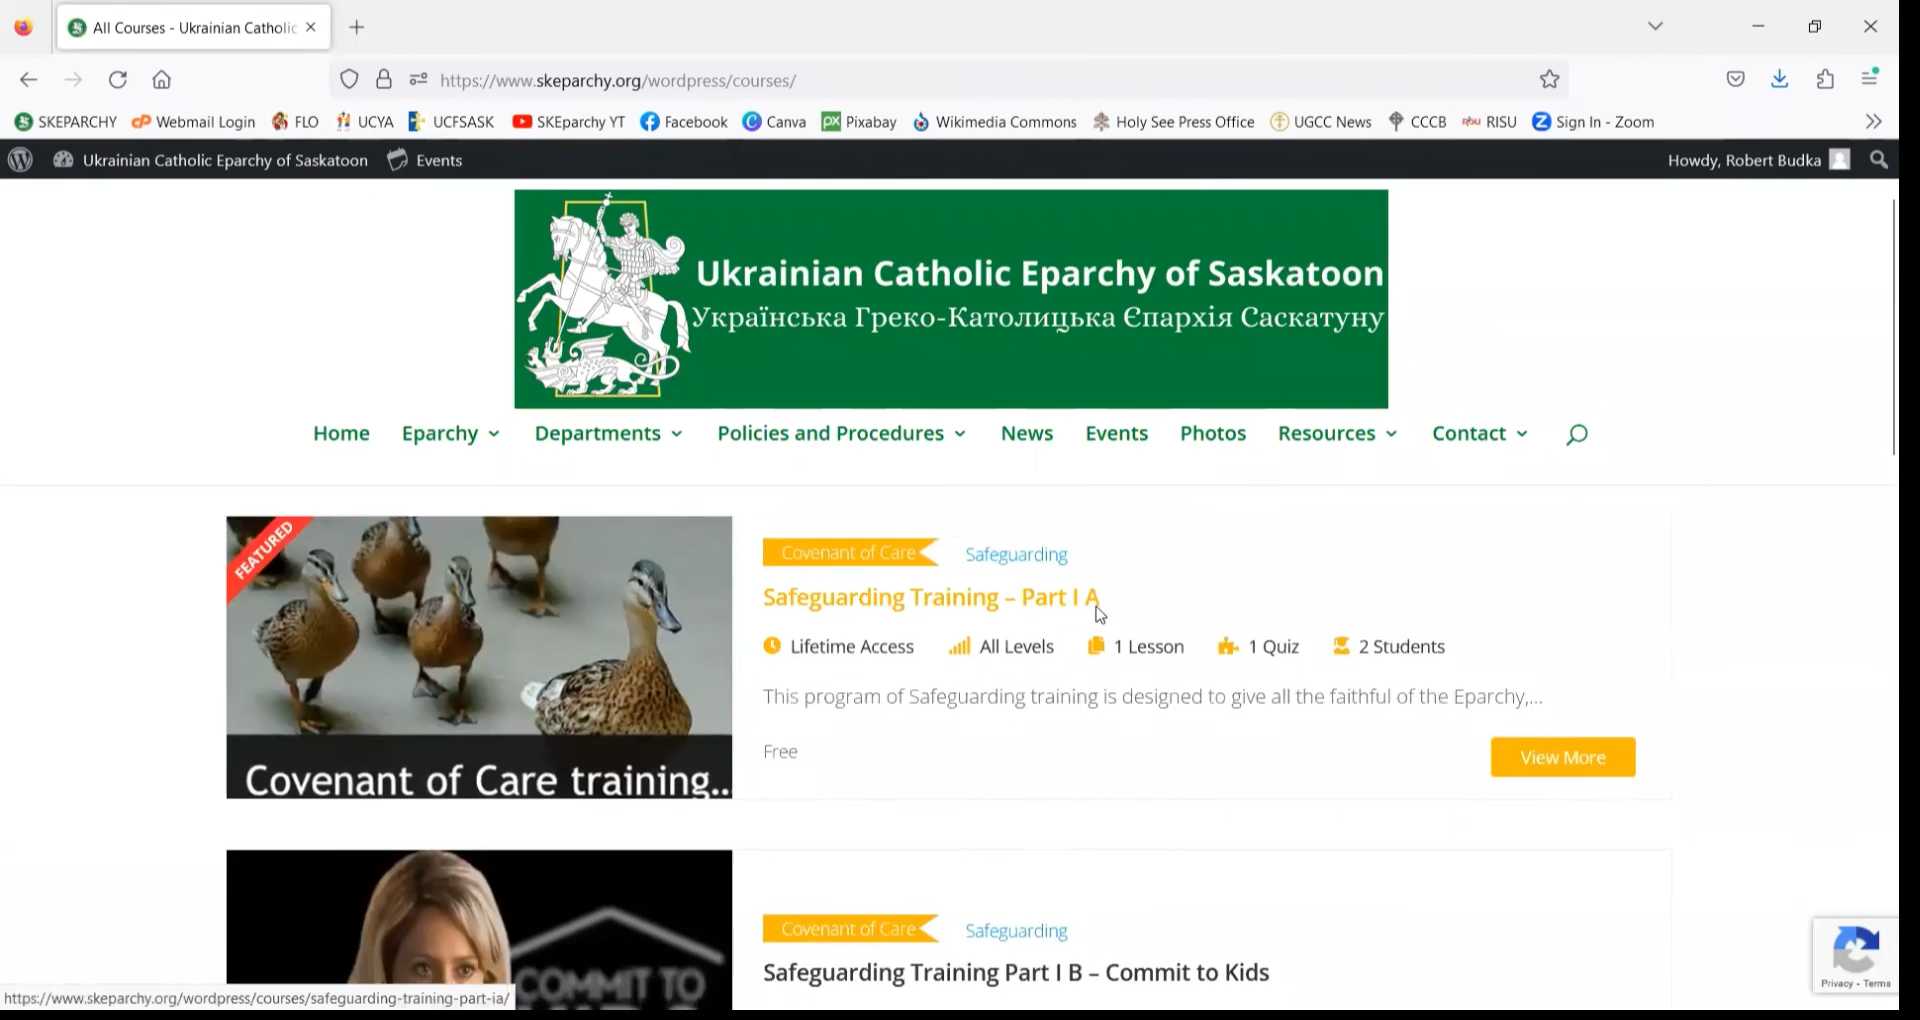 All Courses - Ukrainian Catholic
https://www.skeparchy.org/wordpress/courses/
SKEPARCHY Webmail Login FLO UCYA UCFSASK SKEparchy YT Facebook Canva Pixabay Wikimedia Commons Holy See Press Office UGCC News CCCB RISU Sign In - Zoom
Ukrainian Catholic Eparchy of Saskatoon Events Howdy, Robert Budka
Ukrainian Catholic Eparchy of Saskatoon
Українська Греко-Католицька Єпархія Саскатуну
Home Eparchy Departments Policies and Procedures News Events Photos Resources Contact
FEATURED
Covenant of Care training...
Covenant of Care Safeguarding
Safeguarding Training – Part I A
Lifetime Access All Levels 1 Lesson 1 Quiz 2 Students
This program of Safeguarding training is designed to give all the faithful of the Eparchy,...
Free View More
COMMIT TO
Covenant of Care Safeguarding
Safeguarding Training Part I B – Commit to Kids
Privacy - Terms
https://www.skeparchy.org/wordpress/courses/safeguarding-training-part-ia/